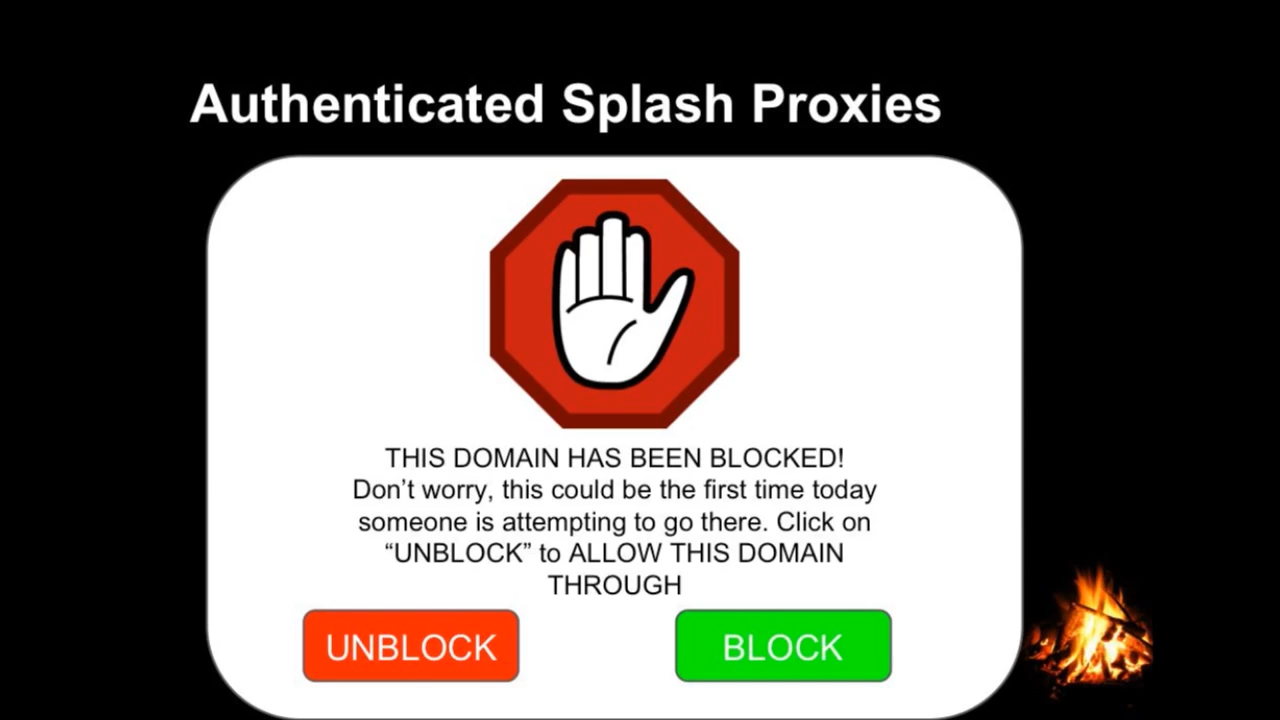 Authenticated Splash Proxies
THIS DOMAIN HAS BEEN BLOCKED!
Don’t worry, this could be the first time today
someone is attempting to go there. Click on
“UNBLOCK” to ALLOW THIS DOMAIN
THROUGH
UNBLOCK
BLOCK